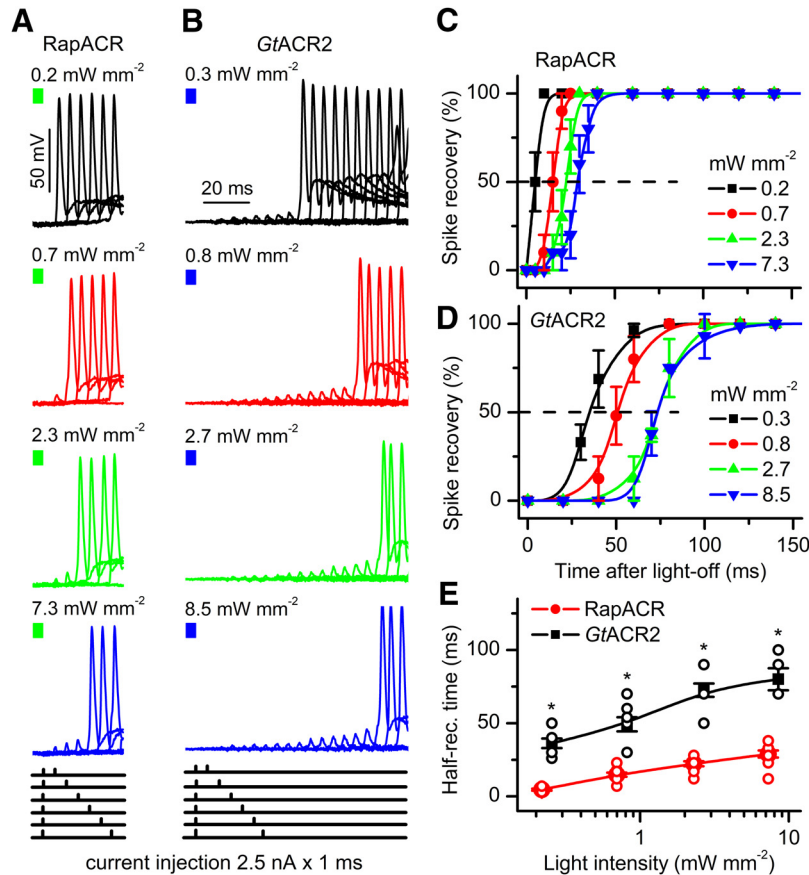 A
RapACR
0.2 mW mm-2
50 mV
0.7 mW mm-2
2.3 mW mm-2
7.3 mW mm-2
B
GtACR2
0.3 mW mm-2
20 ms
0.8 mW mm-2
2.7 mW mm-2
8.5 mW mm-2
current injection 2.5 nA x 1 ms
C
RapACR
Spike recovery (%)
100
50
0
mW mm-2
0.2
0.7
2.3
7.3
D
GtACR2
Spike recovery (%)
100
50
0
mW mm-2
0.3
0.8
2.7
8.5
0 25 50 75 100 150
Time after light-off (ms)
E
RapACR
GtACR2
Half-rec. time (ms)
100
50
0
* * * *
1 10
Light intensity (mW mm-2)